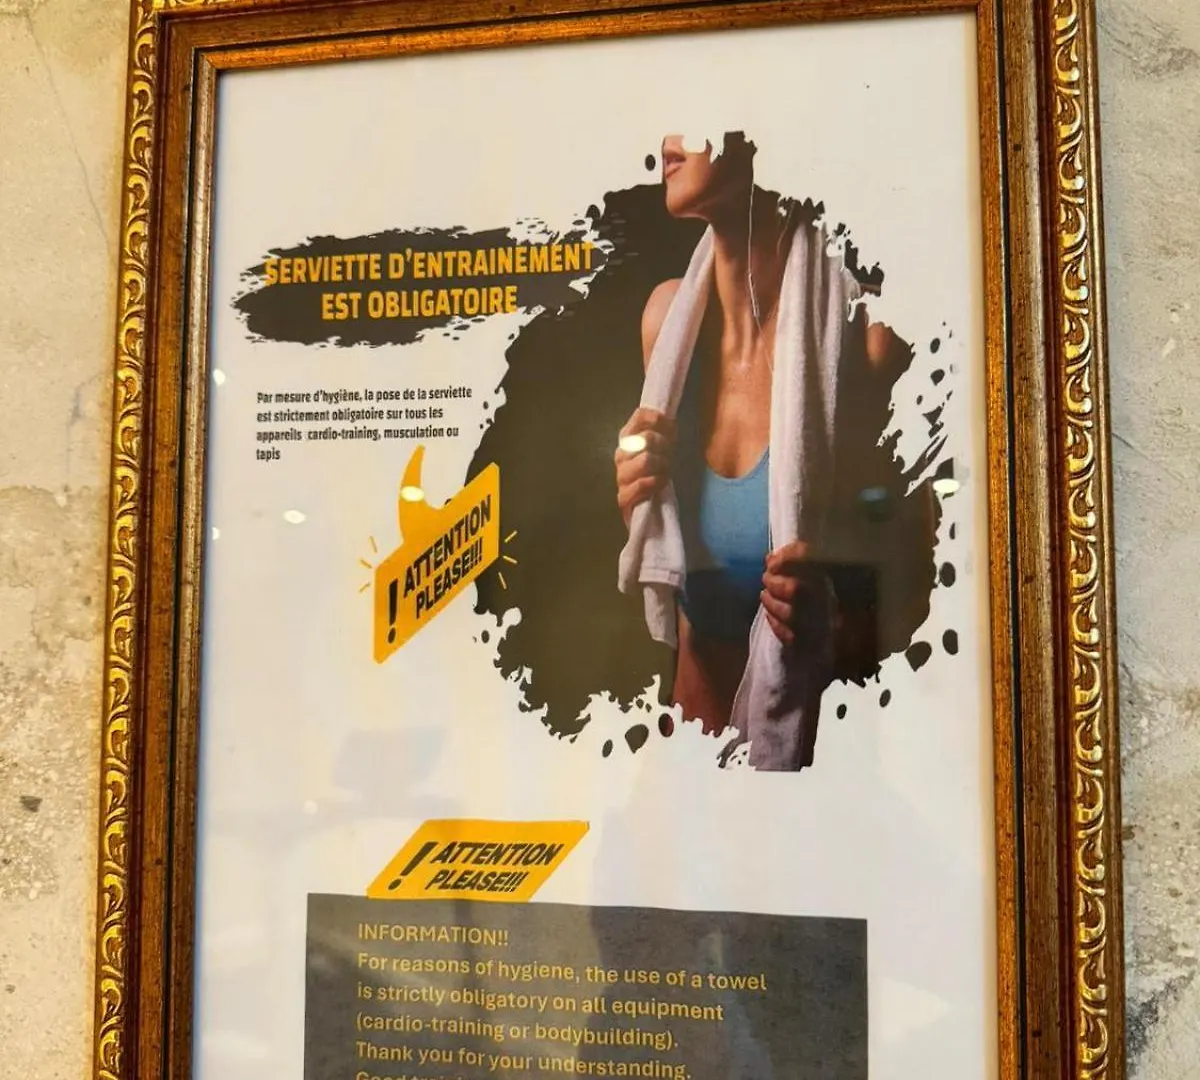 SERVIETTE D'ENTRAINEMENT
EST OBLIGATOIRE
Par mesure d'hygiène, la pose de la serviette
est strictement obligatoire sur tous les
appareils cardio-training, musculation ou
tapis
! ATTENTION
PLEASE!!!
! ATTENTION
PLEASE!!!
INFORMATION!!
For reasons of hygiene, the use of a towel
is strictly obligatory on all equipment
(cardio-training or bodybuilding).
Thank you for your understanding.
Good